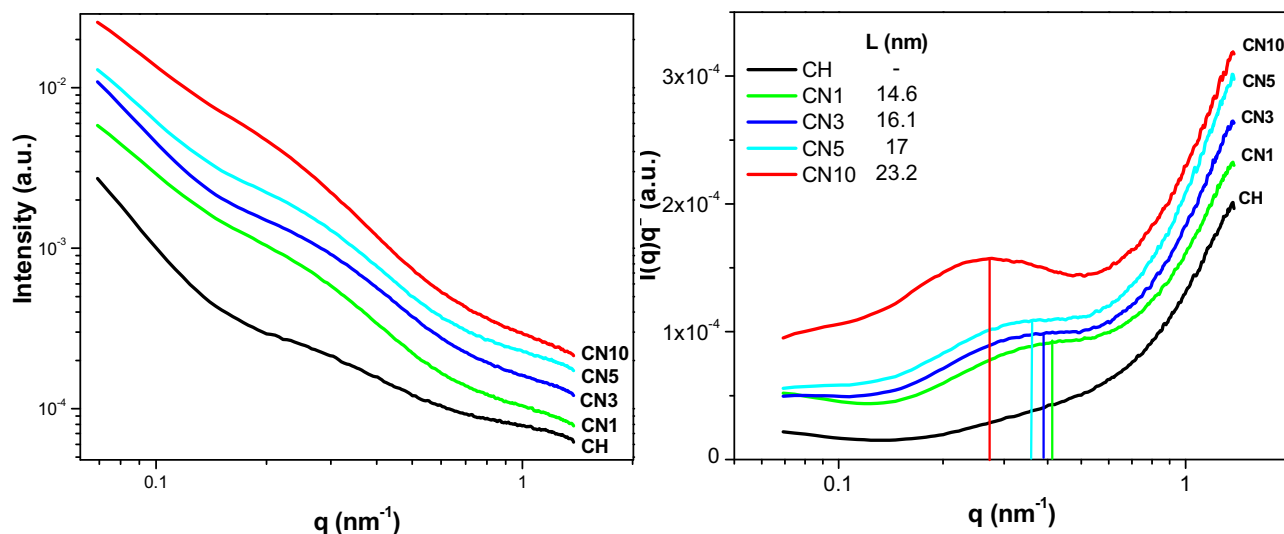 Intensity (a.u.)
10⁻²
10⁻³
10⁻⁴
CN10
CN5
CN3
CN1
CH
0.1
1
q (nm⁻¹)
I(q)q⁻ (a.u.)
3x10⁻⁴
2x10⁻⁴
1x10⁻⁴
0
L (nm)
CH -
CN1 14.6
CN3 16.1
CN5 17
CN10 23.2
CN10
CN5
CN3
CN1
CH
0.1
1
q (nm⁻¹)